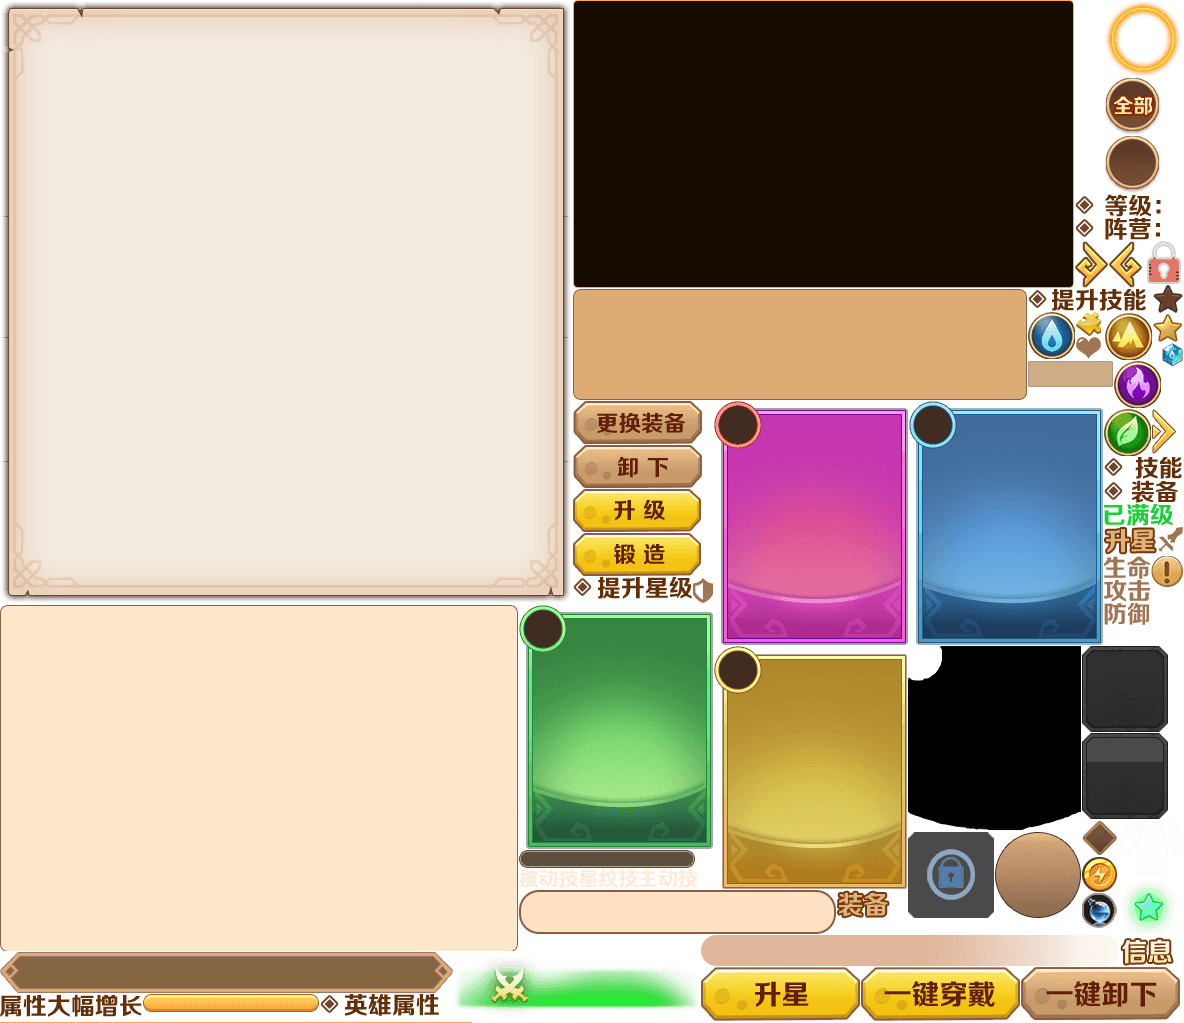 全部
等级：
阵营：
提升技能
更换装备
卸下
升级
锻造
提升星级
技能
装备
已满级
升星
生命
攻击
防御
被动技星纹技主动技
装备
信息
升星
一键穿戴
一键卸下
属性大幅增长
英雄属性